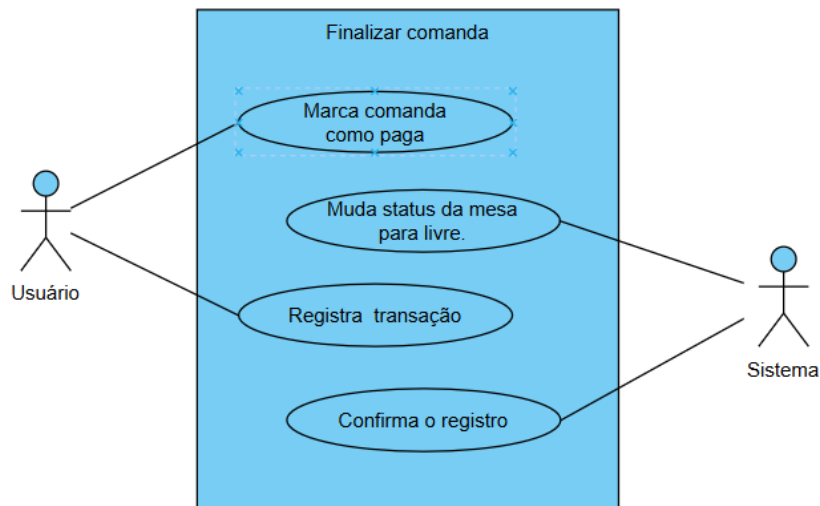 Finalizar comanda
Marca comanda
como paga
Muda status da mesa
para livre.
Usuário
Registra transação
Sistema
Confirma o registro